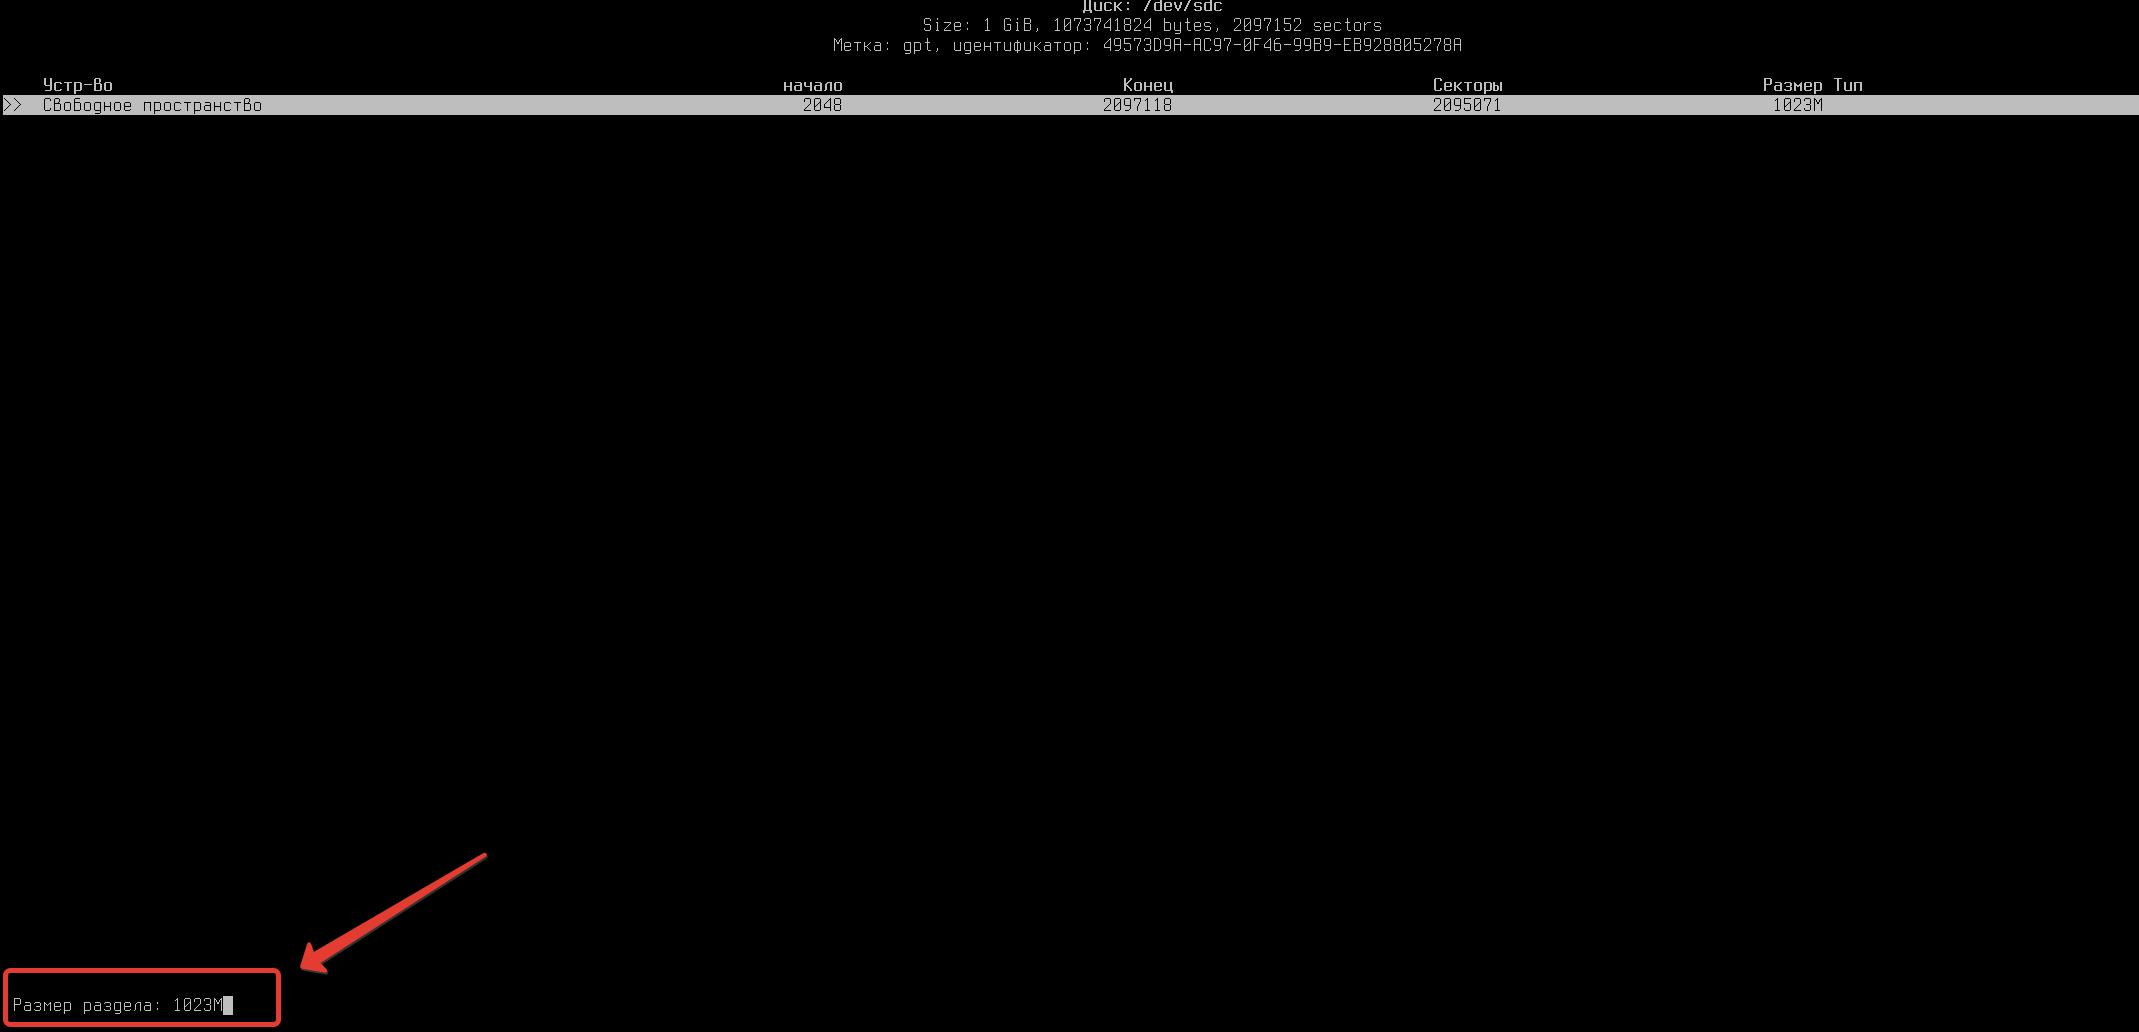 Диск: /dev/sdc
Size: 1 GiB, 1073741824 bytes, 2097152 sectors
Метка: gpt, идентификатор: 49573D9A-AC97-0F46-99B9-EB928805278A
Устр-во начало Конец Секторы Размер Тип
>> Свободное пространство 2048 2097118 2095071 1023M
Размер раздела: 1023M